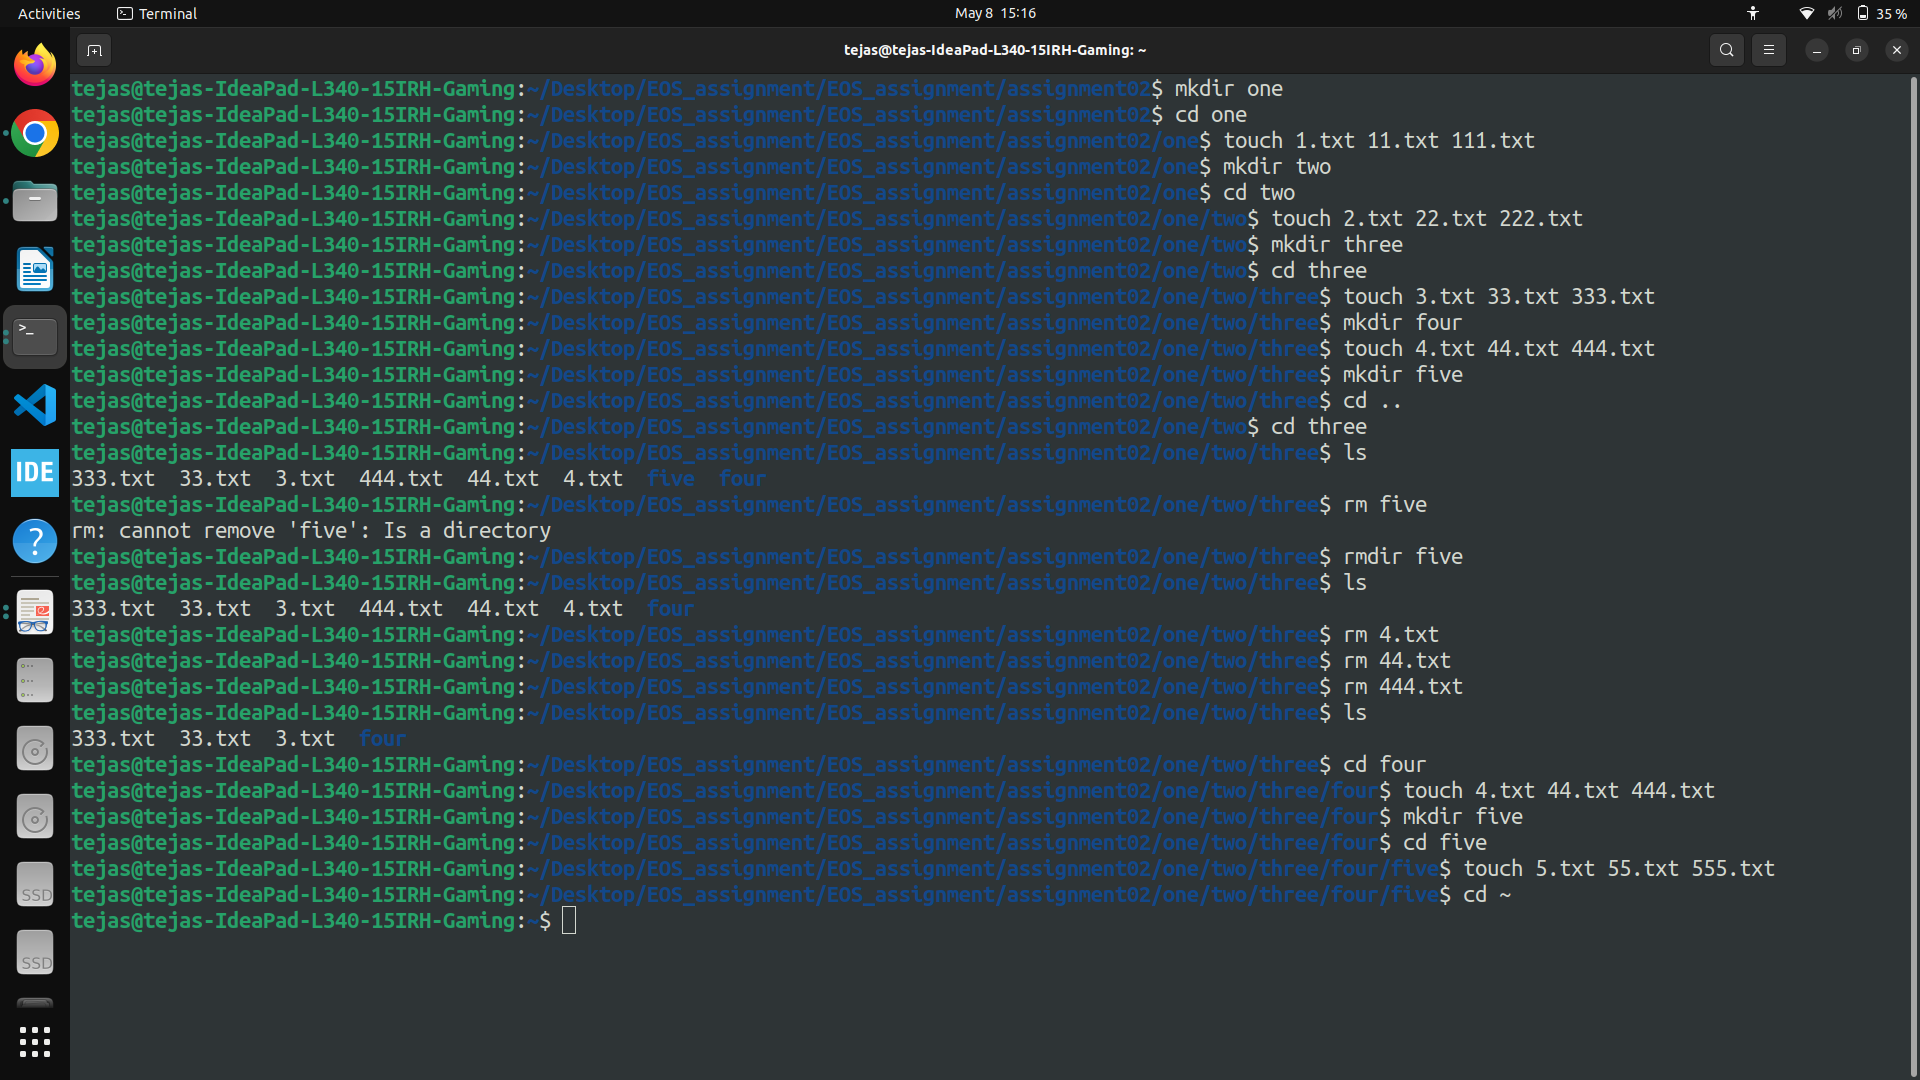 Activities Terminal May 8 15:16 35 %
tejas@tejas-IdeaPad-L340-15IRH-Gaming: ~
tejas@tejas-IdeaPad-L340-15IRH-Gaming:~/Desktop/EOS_assignment/EOS_assignment/assignment02$ mkdir one
tejas@tejas-IdeaPad-L340-15IRH-Gaming:~/Desktop/EOS_assignment/EOS_assignment/assignment02$ cd one
tejas@tejas-IdeaPad-L340-15IRH-Gaming:~/Desktop/EOS_assignment/EOS_assignment/assignment02/one$ touch 1.txt 11.txt 111.txt
tejas@tejas-IdeaPad-L340-15IRH-Gaming:~/Desktop/EOS_assignment/EOS_assignment/assignment02/one$ mkdir two
tejas@tejas-IdeaPad-L340-15IRH-Gaming:~/Desktop/EOS_assignment/EOS_assignment/assignment02/one$ cd two
tejas@tejas-IdeaPad-L340-15IRH-Gaming:~/Desktop/EOS_assignment/EOS_assignment/assignment02/one/two$ touch 2.txt 22.txt 222.txt
tejas@tejas-IdeaPad-L340-15IRH-Gaming:~/Desktop/EOS_assignment/EOS_assignment/assignment02/one/two$ mkdir three
tejas@tejas-IdeaPad-L340-15IRH-Gaming:~/Desktop/EOS_assignment/EOS_assignment/assignment02/one/two$ cd three
tejas@tejas-IdeaPad-L340-15IRH-Gaming:~/Desktop/EOS_assignment/EOS_assignment/assignment02/one/two/three$ touch 3.txt 33.txt 333.txt
tejas@tejas-IdeaPad-L340-15IRH-Gaming:~/Desktop/EOS_assignment/EOS_assignment/assignment02/one/two/three$ mkdir four
tejas@tejas-IdeaPad-L340-15IRH-Gaming:~/Desktop/EOS_assignment/EOS_assignment/assignment02/one/two/three$ touch 4.txt 44.txt 444.txt
tejas@tejas-IdeaPad-L340-15IRH-Gaming:~/Desktop/EOS_assignment/EOS_assignment/assignment02/one/two/three$ mkdir five
tejas@tejas-IdeaPad-L340-15IRH-Gaming:~/Desktop/EOS_assignment/EOS_assignment/assignment02/one/two/three$ cd ..
tejas@tejas-IdeaPad-L340-15IRH-Gaming:~/Desktop/EOS_assignment/EOS_assignment/assignment02/one/two$ cd three
tejas@tejas-IdeaPad-L340-15IRH-Gaming:~/Desktop/EOS_assignment/EOS_assignment/assignment02/one/two/three$ ls
333.txt 33.txt 3.txt 444.txt 44.txt 4.txt five four
tejas@tejas-IdeaPad-L340-15IRH-Gaming:~/Desktop/EOS_assignment/EOS_assignment/assignment02/one/two/three$ rm five
rm: cannot remove 'five': Is a directory
tejas@tejas-IdeaPad-L340-15IRH-Gaming:~/Desktop/EOS_assignment/EOS_assignment/assignment02/one/two/three$ rmdir five
tejas@tejas-IdeaPad-L340-15IRH-Gaming:~/Desktop/EOS_assignment/EOS_assignment/assignment02/one/two/three$ ls
333.txt 33.txt 3.txt 444.txt 44.txt 4.txt four
tejas@tejas-IdeaPad-L340-15IRH-Gaming:~/Desktop/EOS_assignment/EOS_assignment/assignment02/one/two/three$ rm 4.txt
tejas@tejas-IdeaPad-L340-15IRH-Gaming:~/Desktop/EOS_assignment/EOS_assignment/assignment02/one/two/three$ rm 44.txt
tejas@tejas-IdeaPad-L340-15IRH-Gaming:~/Desktop/EOS_assignment/EOS_assignment/assignment02/one/two/three$ rm 444.txt
tejas@tejas-IdeaPad-L340-15IRH-Gaming:~/Desktop/EOS_assignment/EOS_assignment/assignment02/one/two/three$ ls
333.txt 33.txt 3.txt four
tejas@tejas-IdeaPad-L340-15IRH-Gaming:~/Desktop/EOS_assignment/EOS_assignment/assignment02/one/two/three$ cd four
tejas@tejas-IdeaPad-L340-15IRH-Gaming:~/Desktop/EOS_assignment/EOS_assignment/assignment02/one/two/three/four$ touch 4.txt 44.txt 444.txt
tejas@tejas-IdeaPad-L340-15IRH-Gaming:~/Desktop/EOS_assignment/EOS_assignment/assignment02/one/two/three/four$ mkdir five
tejas@tejas-IdeaPad-L340-15IRH-Gaming:~/Desktop/EOS_assignment/EOS_assignment/assignment02/one/two/three/four$ cd five
tejas@tejas-IdeaPad-L340-15IRH-Gaming:~/Desktop/EOS_assignment/EOS_assignment/assignment02/one/two/three/four/five$ touch 5.txt 55.txt 555.txt
tejas@tejas-IdeaPad-L340-15IRH-Gaming:~/Desktop/EOS_assignment/EOS_assignment/assignment02/one/two/three/four/five$ cd ~
tejas@tejas-IdeaPad-L340-15IRH-Gaming:~$
>_
IDE
?
SSD
SSD